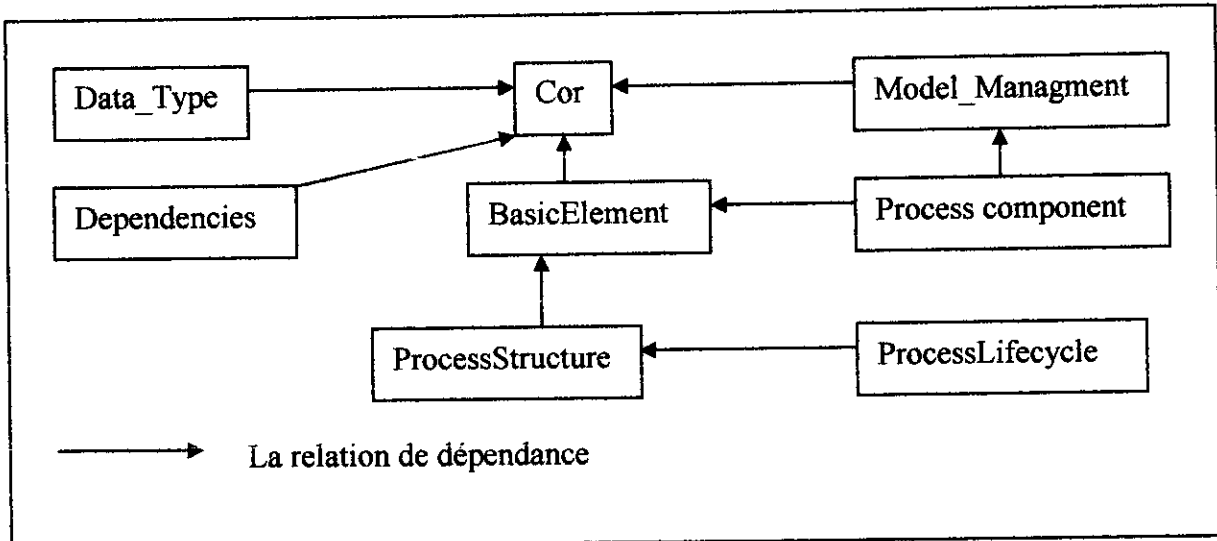 Data_Type
Cor
Model_Managment
Dependencies
BasicElement
Process component
ProcessStructure
ProcessLifecycle
La relation de dépendance